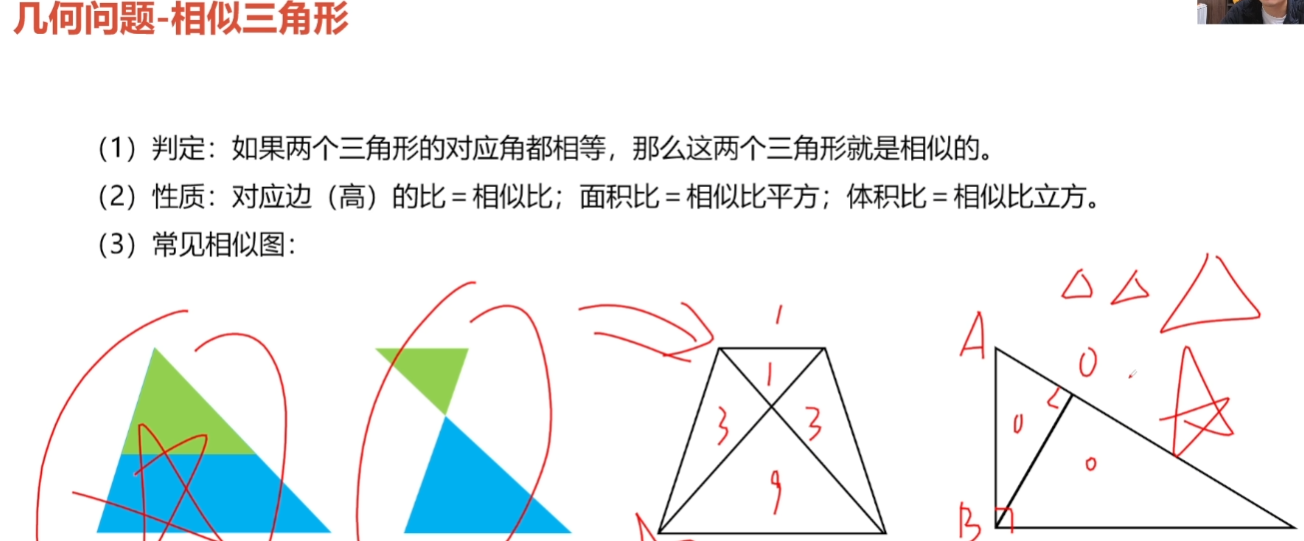 几何问题-相似三角形
（1）判定：如果两个三角形的对应角都相等，那么这两个三角形就是相似的。
（2）性质：对应边（高）的比＝相似比；面积比＝相似比平方；体积比＝相似比立方。
（3）常见相似图：
1
1
3 3
9
A
B